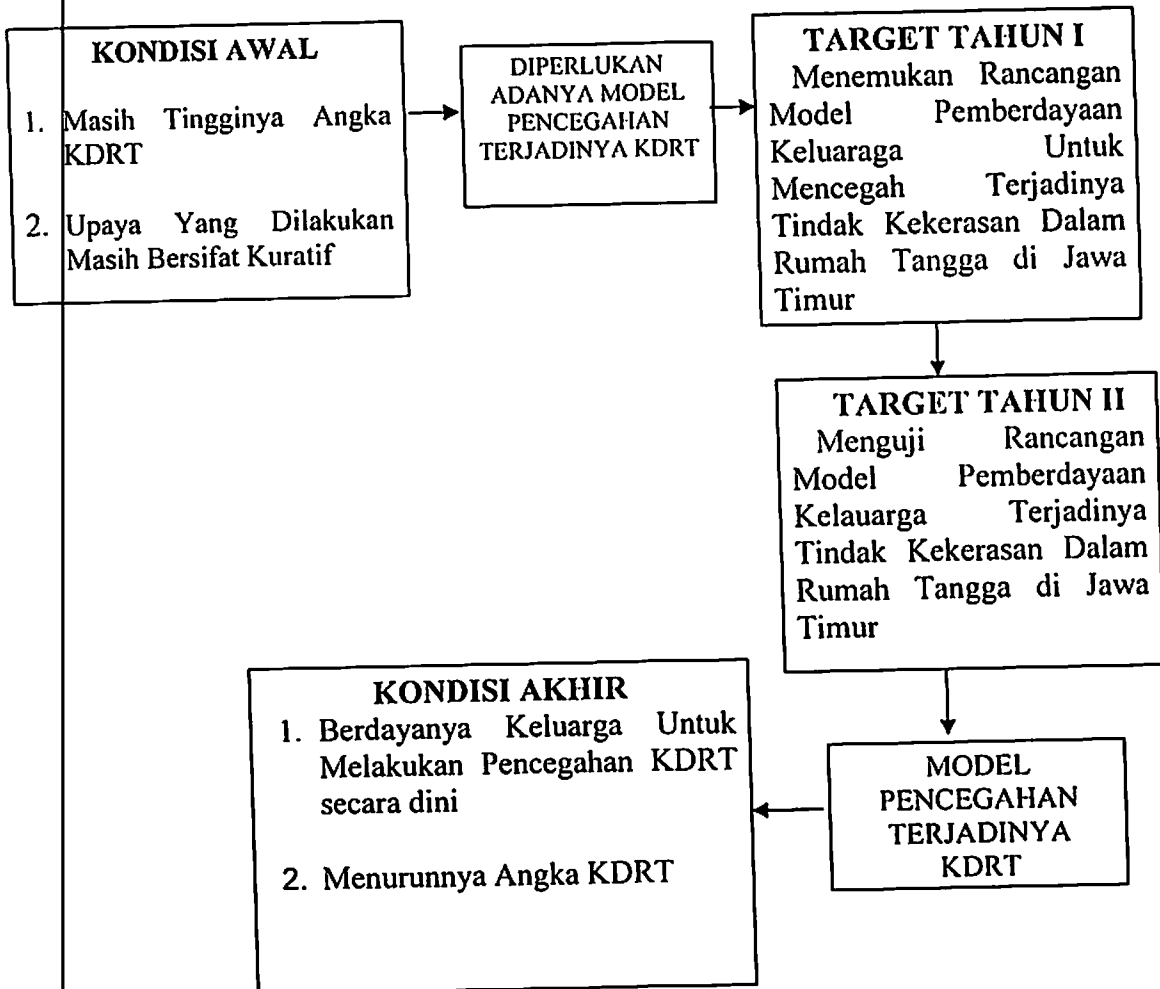 KONDISI AWAL
1. Masih Tingginya Angka
KDRT
2. Upaya Yang Dilakukan
Masih Bersifat Kuratif
DIPERLUKAN
ADANYA MODEL
PENCEGAHAN
TERJADINYA KDRT
TARGET TAHUN I
Menemukan Rancangan
Model Pemberdayaan
Keluaraga Untuk
Mencegah Terjadinya
Tindak Kekerasan Dalam
Rumah Tangga di Jawa
Timur
TARGET TAHUN II
Menguji Rancangan
Model Pemberdayaan
Kelauarga Terjadinya
Tindak Kekerasan Dalam
Rumah Tangga di Jawa
Timur
MODEL
PENCEGAHAN
TERJADINYA
KDRT
KONDISI AKHIR
1. Berdayanya Keluarga Untuk
Melakukan Pencegahan KDRT
secara dini
2. Menurunnya Angka KDRT